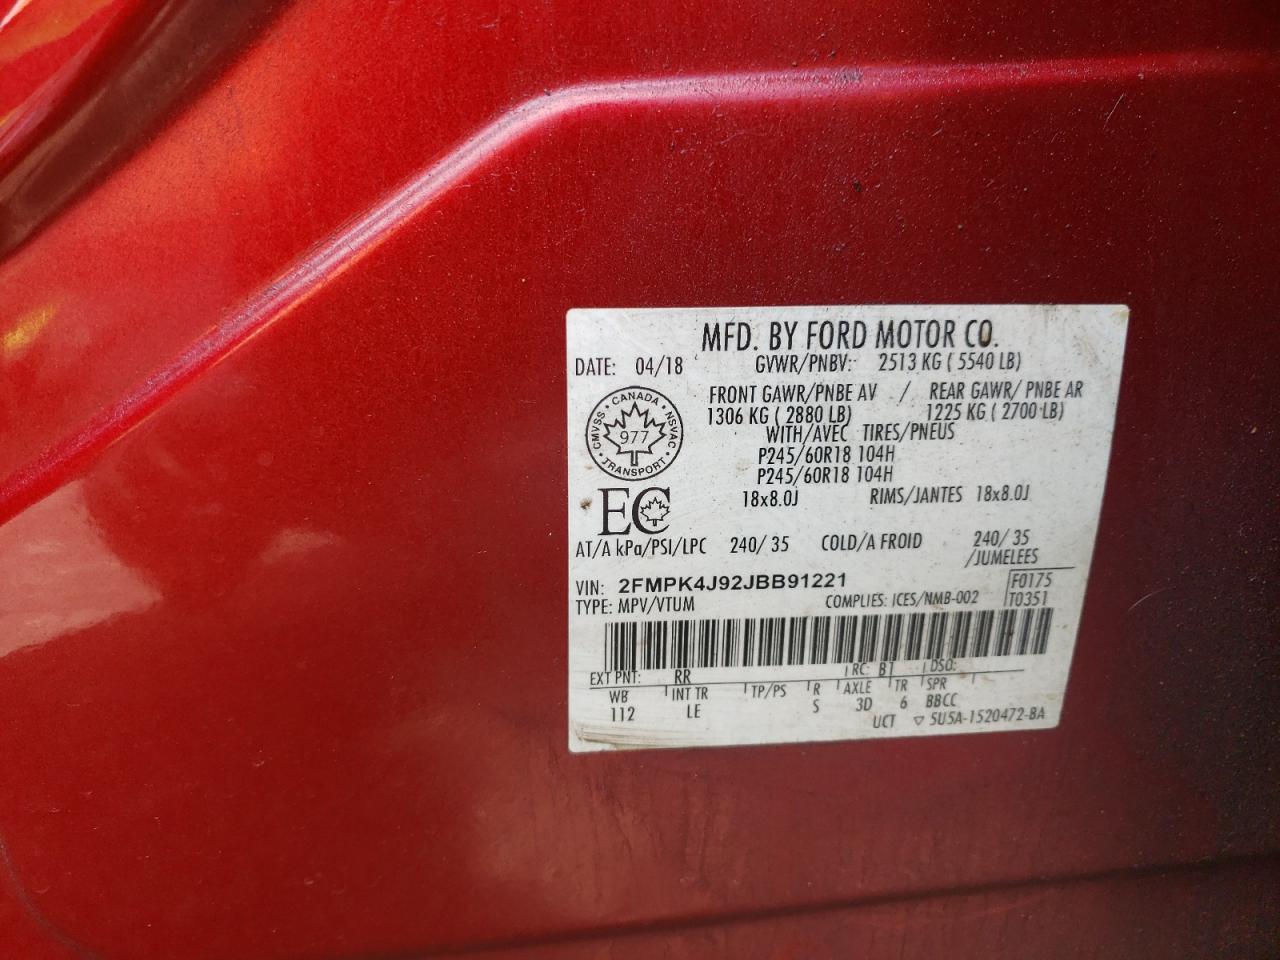 MFD. BY FORD MOTOR CO.
DATE: 04/18 GVWR/PNBV: 2513 KG ( 5540 LB)
FRONT GAWR/PNBE AV / REAR GAWR/ PNBE AR
1306 KG ( 2880 LB) 1225 KG ( 2700 LB)
WITH/AVEC TIRES/PNEUS
P245/60R18 104H
P245/60R18 104H
18x8.0J RIMS/JANTES 18x8.0J
CANADA
CMVSS 977 NSVAC
TRANSPORT
EC
AT/A kPa/PSI/LPC 240/ 35 COLD/A FROID 240/ 35
/JUMELEES
VIN: 2FMPK4J92JBB91221 F0175
TYPE: MPV/VTUM COMPLIES: ICES/NMB-002 T0351
EXT PNT: RR RC: B1 DSO:
WB INT TR TP/PS R AXLE TR SPR
112 LE S 3D 6 BBCC
UCT ▽ 5U5A-1520472-BA